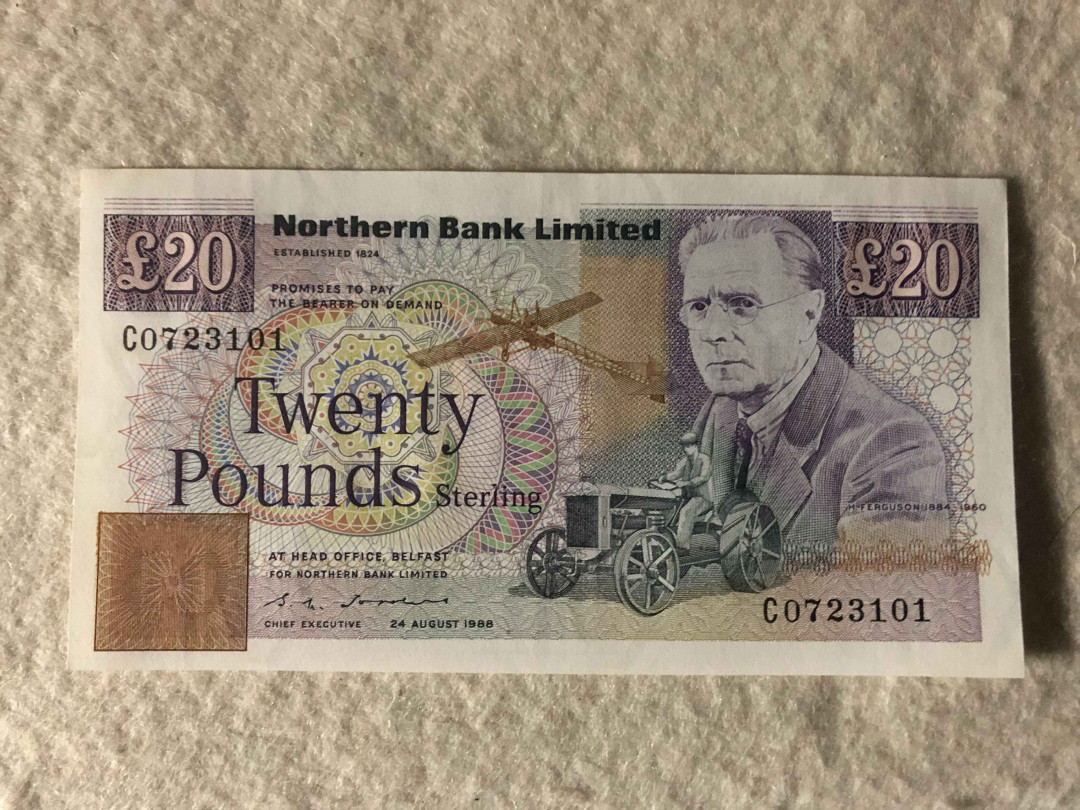 £20
Northern Bank Limited
£20
ESTABLISHED 1824
PROMISES TO PAY
THE BEARER ON DEMAND
C0723101
Twenty
Pounds Sterling
H. FERGUSON 1884-1960
AT HEAD OFFICE, BELFAST
FOR NORTHERN BANK LIMITED
CHIEF EXECUTIVE 24 AUGUST 1988
C0723101